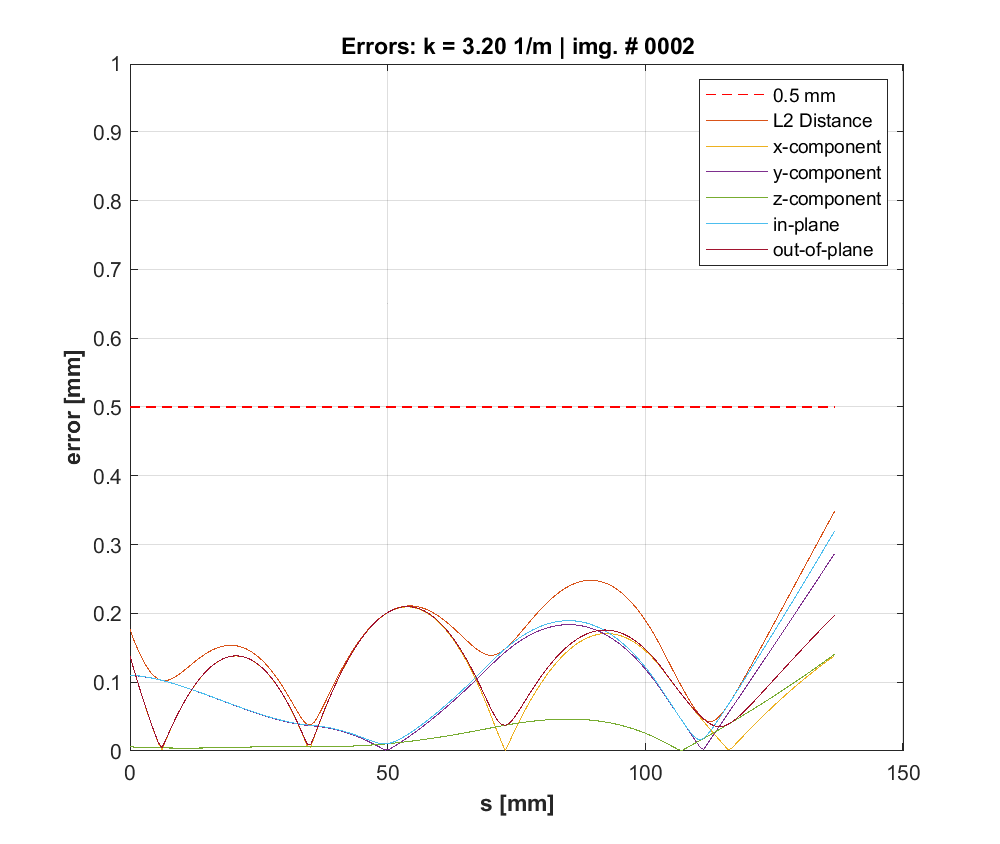 Errors: k = 3.20 1/m | img. # 0002
1
0.9
0.8
0.7
0.6
0.5
0.4
0.3
0.2
0.1
0
error [mm]
0.5 mm
L2 Distance
x-component
y-component
z-component
in-plane
out-of-plane
0 50 100 150
s [mm]